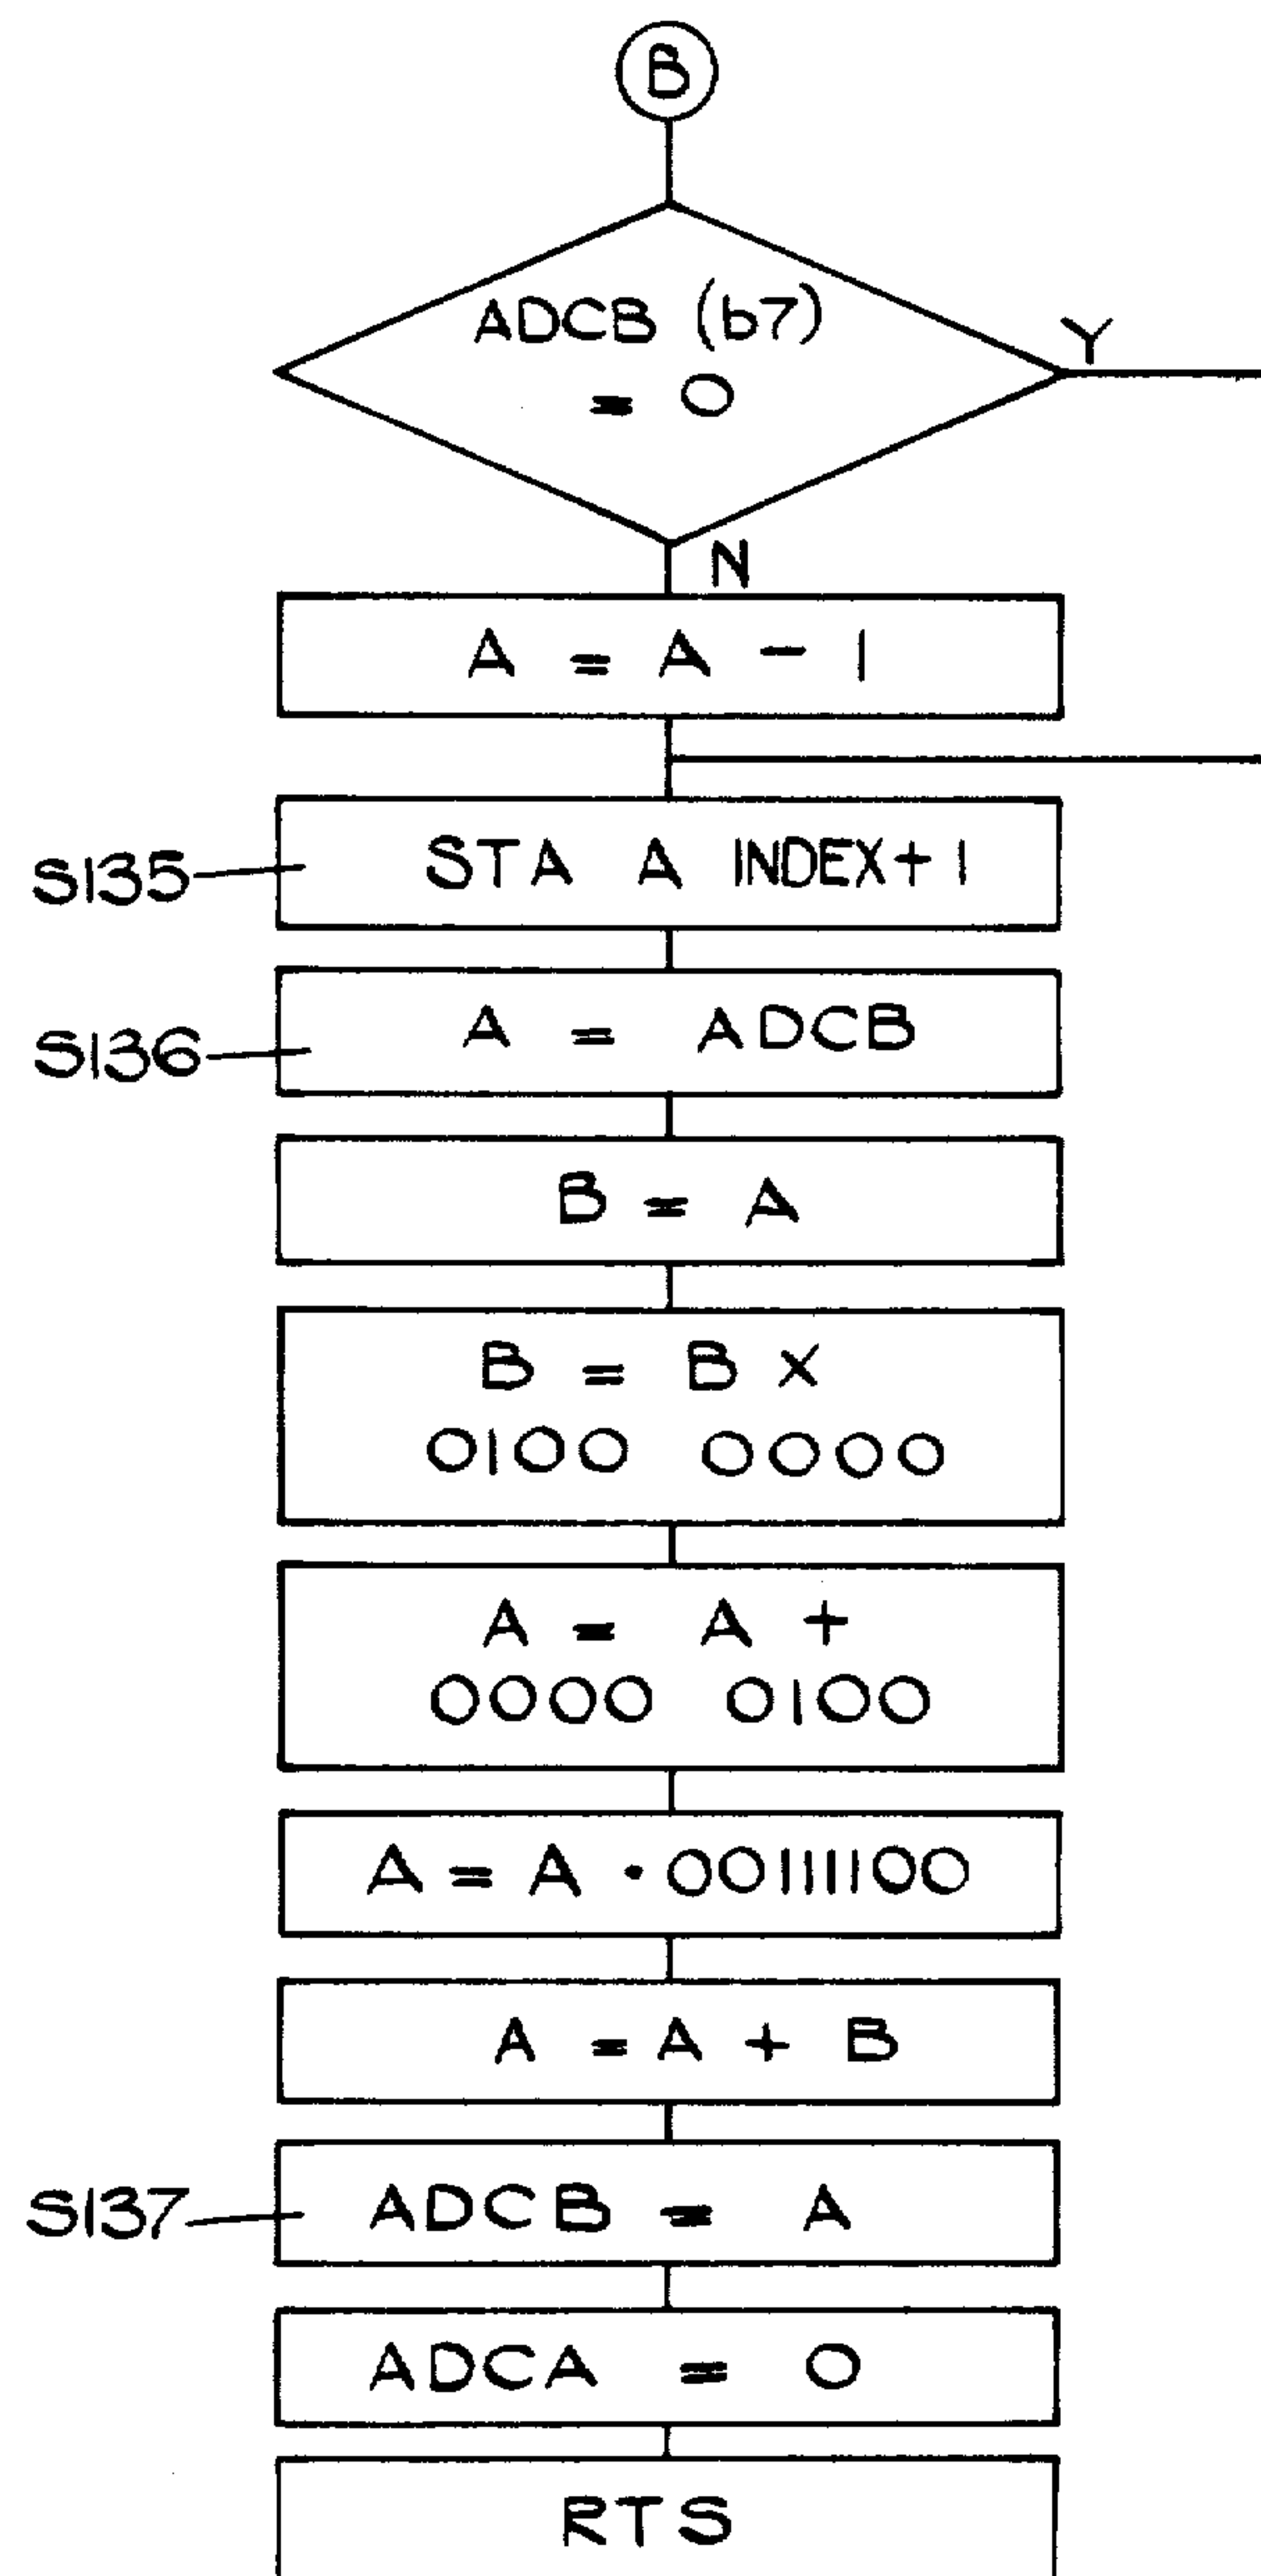 B
ADCB (b7)
= 0
Y
N
A = A - 1
S135
STA A INDEX+1
S136
A = ADCB
B = A
B = B ×
0100 0000
A = A +
0000 0100
A = A · 00111100
A = A + B
S137
ADCB = A
ADCA = 0
RTS